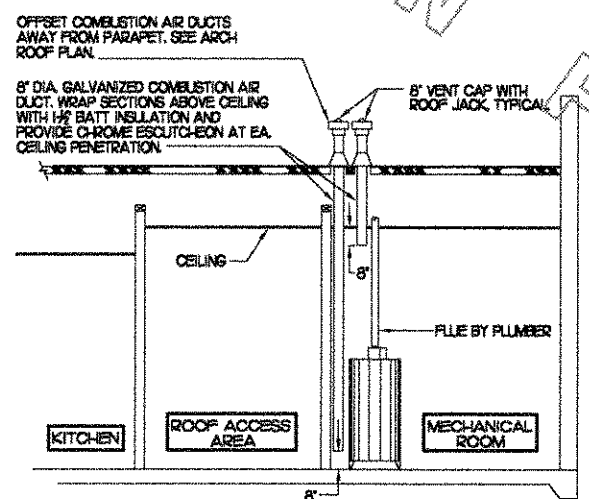 OFFSET COMBUSTION AIR DUCTS
AWAY FROM PARAPET. SEE ARCH
ROOF PLAN.
8" DIA. GALVANIZED COMBUSTION AIR
DUCT. WRAP SECTIONS ABOVE CEILING
WITH 1½" BATT INSULATION AND
PROVIDE CHROME ESCUTCHEON AT EA.
CEILING PENETRATION.
8" VENT CAP WITH
ROOF JACK, TYPICAL
CEILING
8"
FLUE BY PLUMBER
KITCHEN
ROOF ACCESS
AREA
MECHANICAL
ROOM
8"